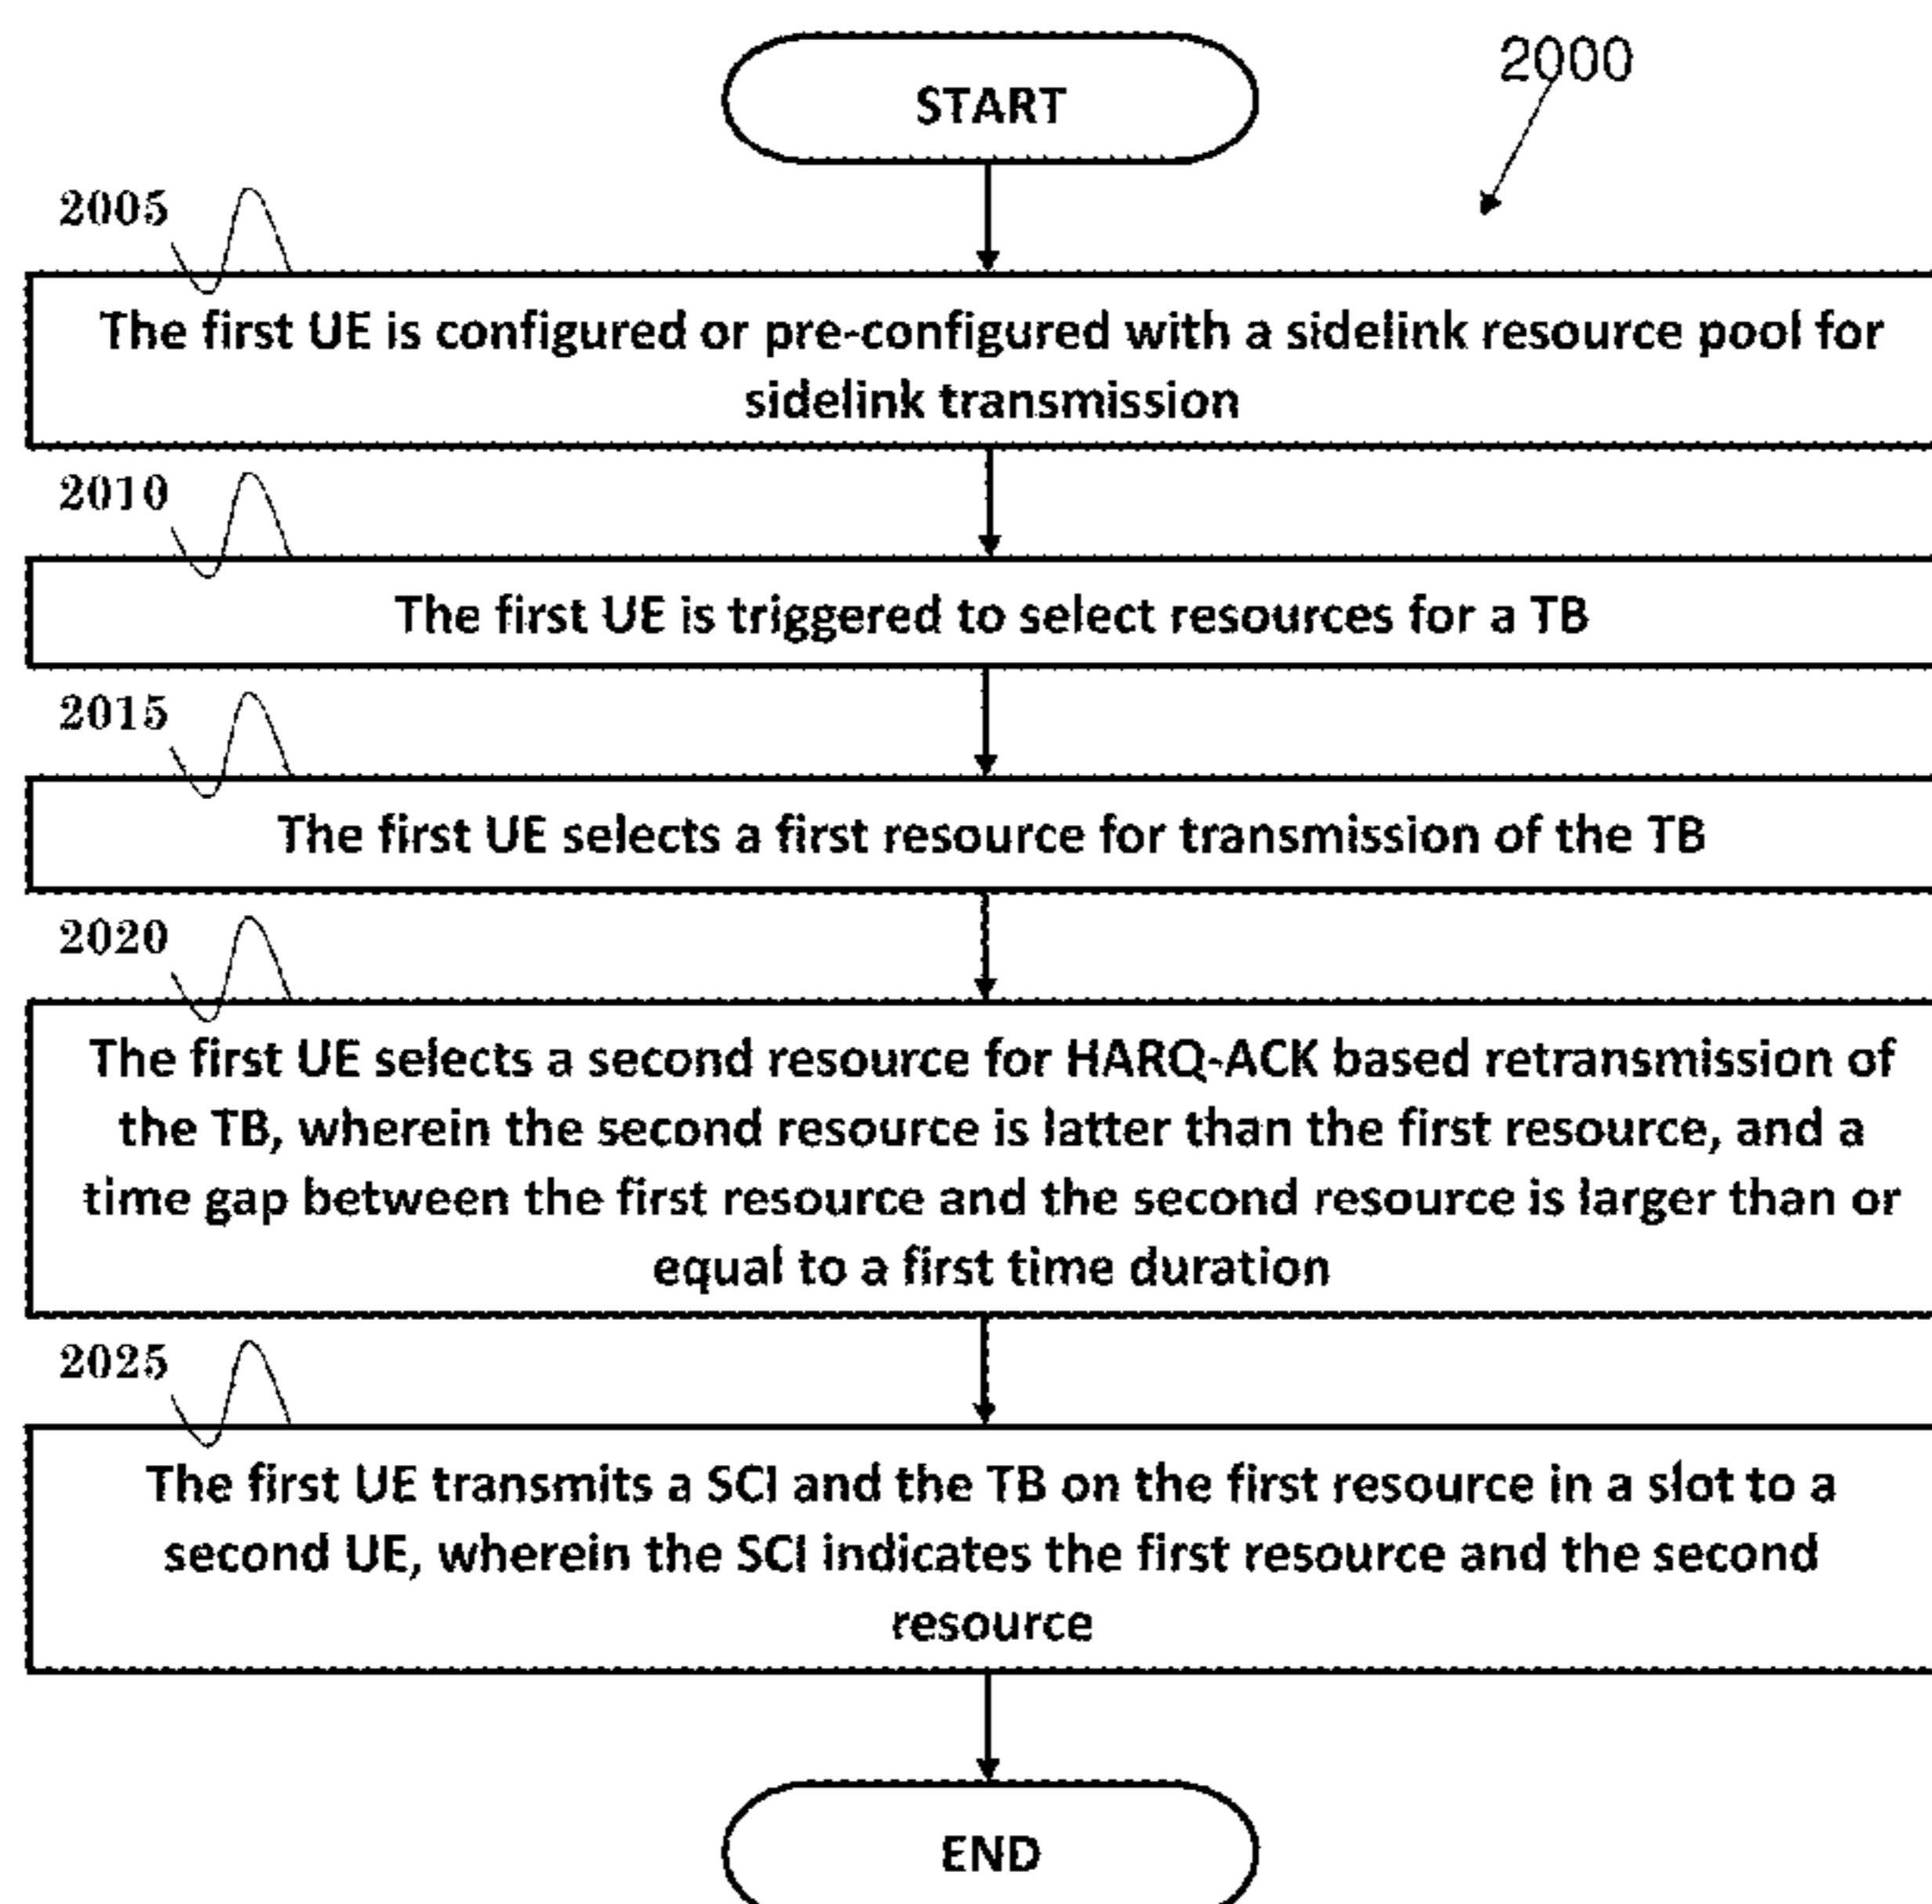 START
2000
2005
The first UE is configured or pre-configured with a sidelink resource pool for
sidelink transmission
2010
The first UE is triggered to select resources for a TB
2015
The first UE selects a first resource for transmission of the TB
2020
The first UE selects a second resource for HARQ-ACK based retransmission of
the TB, wherein the second resource is latter than the first resource, and a
time gap between the first resource and the second resource is larger than or
equal to a first time duration
2025
The first UE transmits a SCI and the TB on the first resource in a slot to a
second UE, wherein the SCI indicates the first resource and the second
resource
END